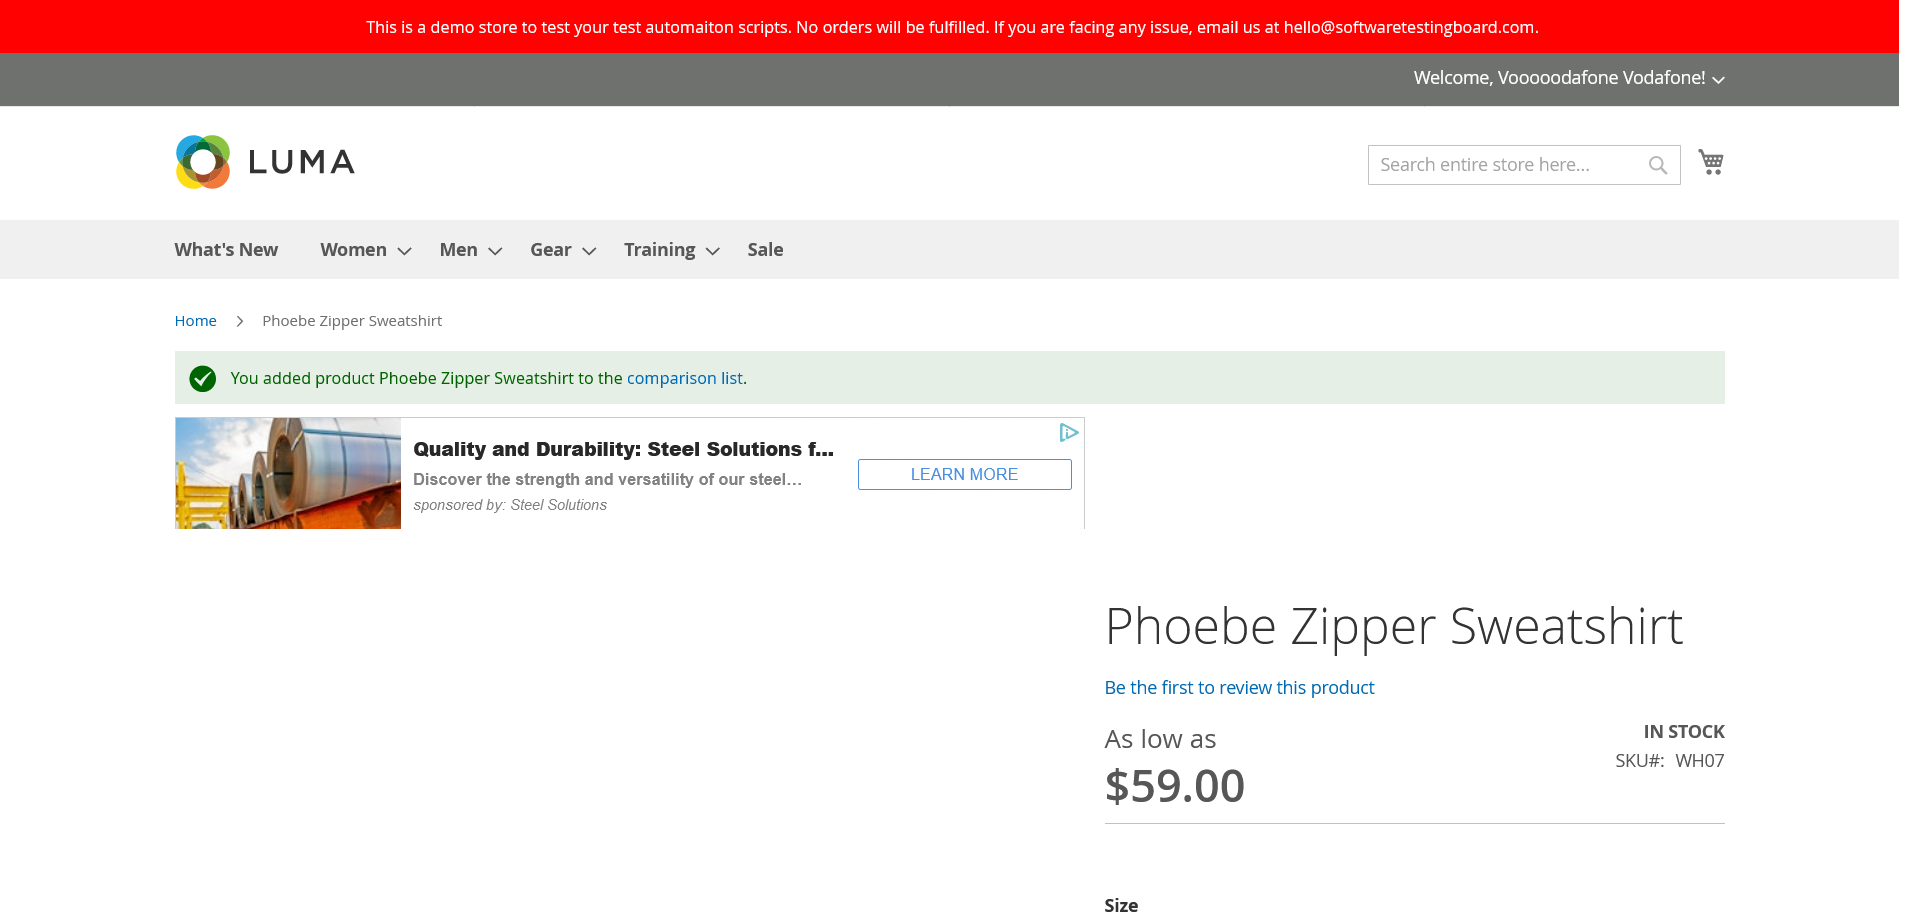 This is a demo store to test your test automaiton scripts. No orders will be fulfilled. If you are facing any issue, email us at hello@softwaretestingboard.com.
Welcome, Vooooodafone Vodafone!
LUMA
Search entire store here...
What's New
Women
Men
Gear
Training
Sale
Home
Phoebe Zipper Sweatshirt
You added product Phoebe Zipper Sweatshirt to the comparison list.
Quality and Durability: Steel Solutions f...
Discover the strength and versatility of our steel...
sponsored by: Steel Solutions
LEARN MORE
Phoebe Zipper Sweatshirt
Be the first to review this product
As low as
$59.00
IN STOCK
SKU#: WH07
Size